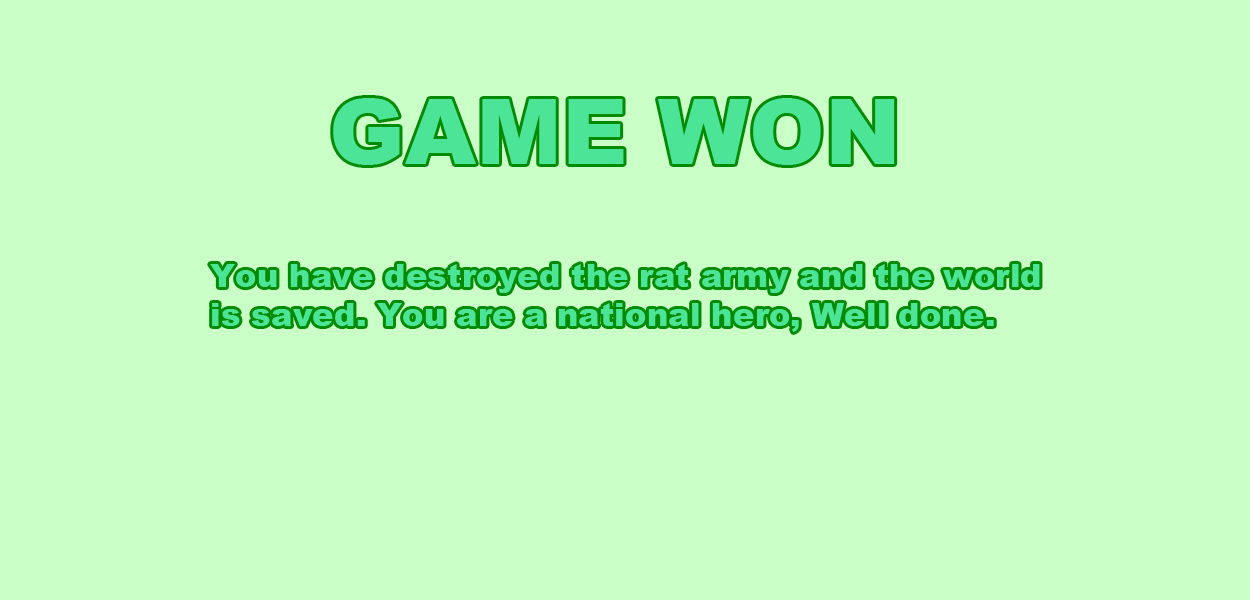 GAME WON
You have destroyed the rat army and the world
is saved. You are a national hero, Well done.